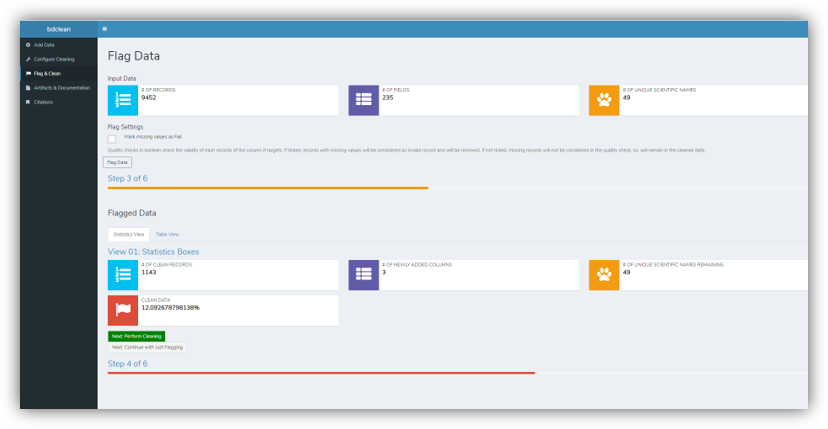 bdclean
Add Data
Configure Cleaning
Flag & Clean
Artifacts & Documentation
Citations
Flag Data
Input Data
# OF RECORDS
9452
# OF FIELDS
235
# OF UNIQUE SCIENTIFIC NAMES
49
Flag Settings
Mark missing values as Fail
Quality checks in bdclean check the validity of each records of the column it targets. If ticked, records with missing values will be considered as invalid record and will be removed. If not ticked, missing records will not be considered in the quality check, so, will remain in the cleaned data.
Flag Data
Step 3 of 6
Flagged Data
Statistics View
Table View
View 01: Statistics Boxes
# OF CLEAN RECORDS
1143
# OF NEWLY ADDED COLUMNS
3
# OF UNIQUE SCIENTIFIC NAMES REMAINING
49
CLEAN DATA
12.092678798138%
Next: Perform Cleaning
Next: Continue with Just Flagging
Step 4 of 6